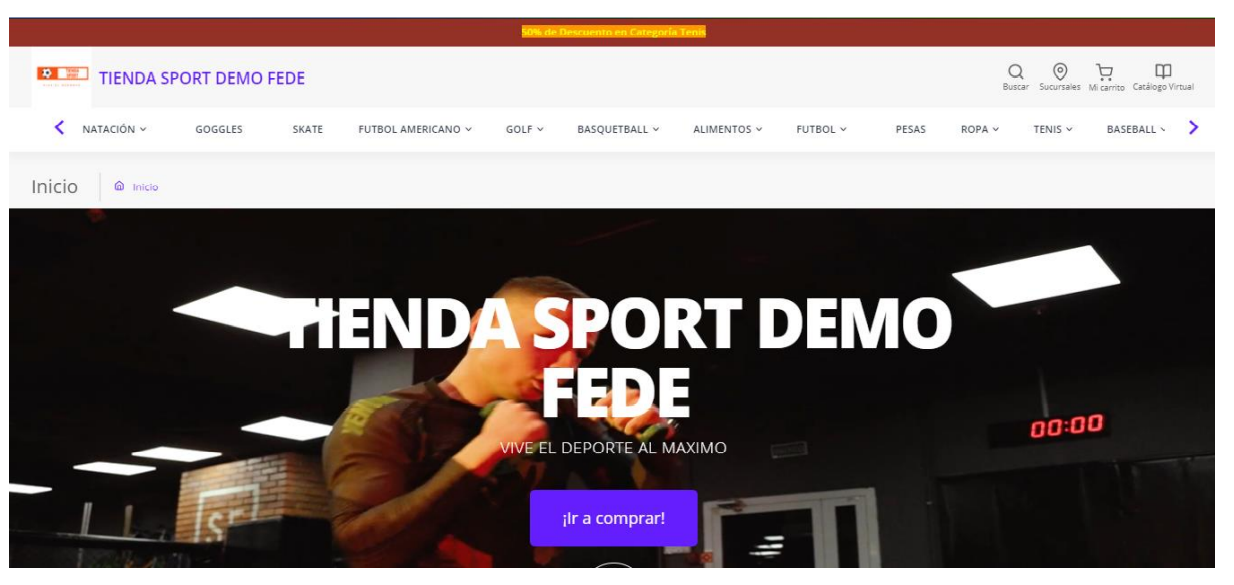 50% de Descuento en Categoría Tenis
TIENDA SPORT DEMO FEDE
Buscar Sucursales Mi carrito Catálogo Virtual
NATACIÓN GOGGLES SKATE FUTBOL AMERICANO GOLF BASQUETBALL ALIMENTOS FUTBOL PESAS ROPA TENIS BASEBALL
Inicio Inicio
TIENDA SPORT DEMO
FEDE
00:00
VIVE EL DEPORTE AL MAXIMO
¡Ir a comprar!